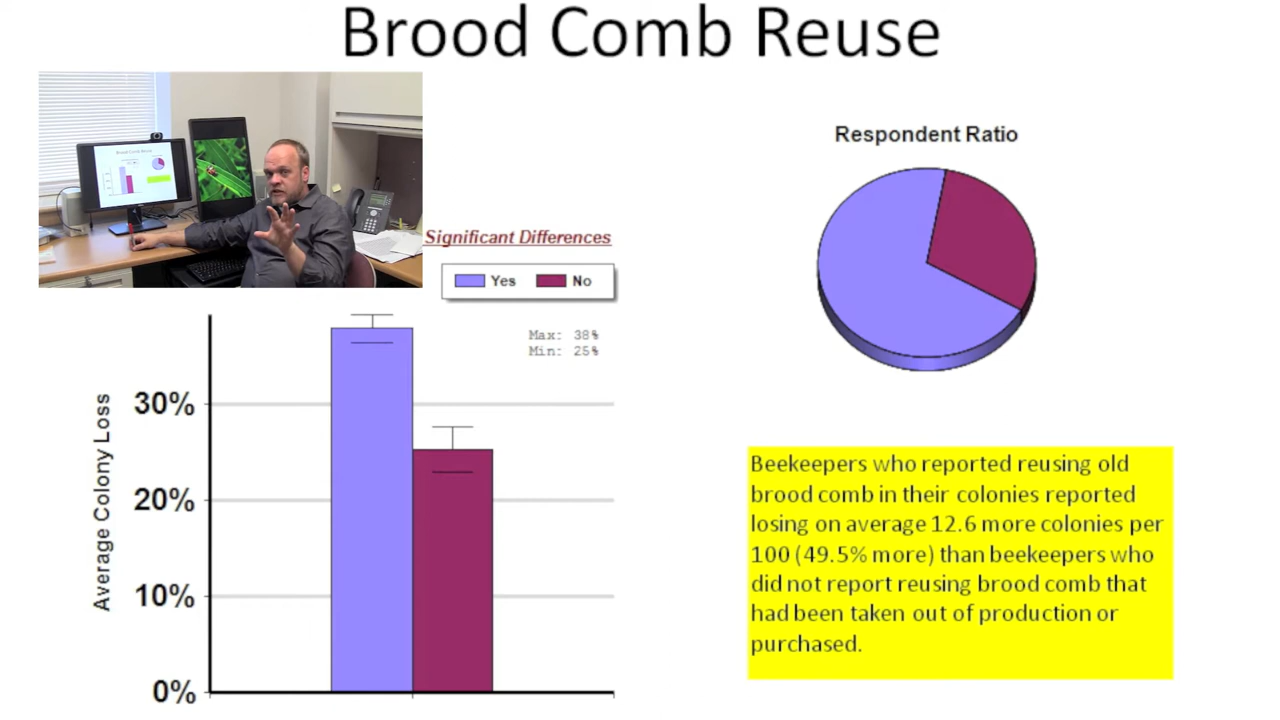 Brood Comb Reuse
Brood Comb Reuse
Respondent Ratio
Significant Differences
Yes
No
Max: 38%
Min: 25%
Average Colony Loss
30%
20%
10%
0%
Beekeepers who reported reusing old
brood comb in their colonies reported
losing on average 12.6 more colonies per
100 (49.5% more) than beekeepers who
did not report reusing brood comb that
had been taken out of production or
purchased.